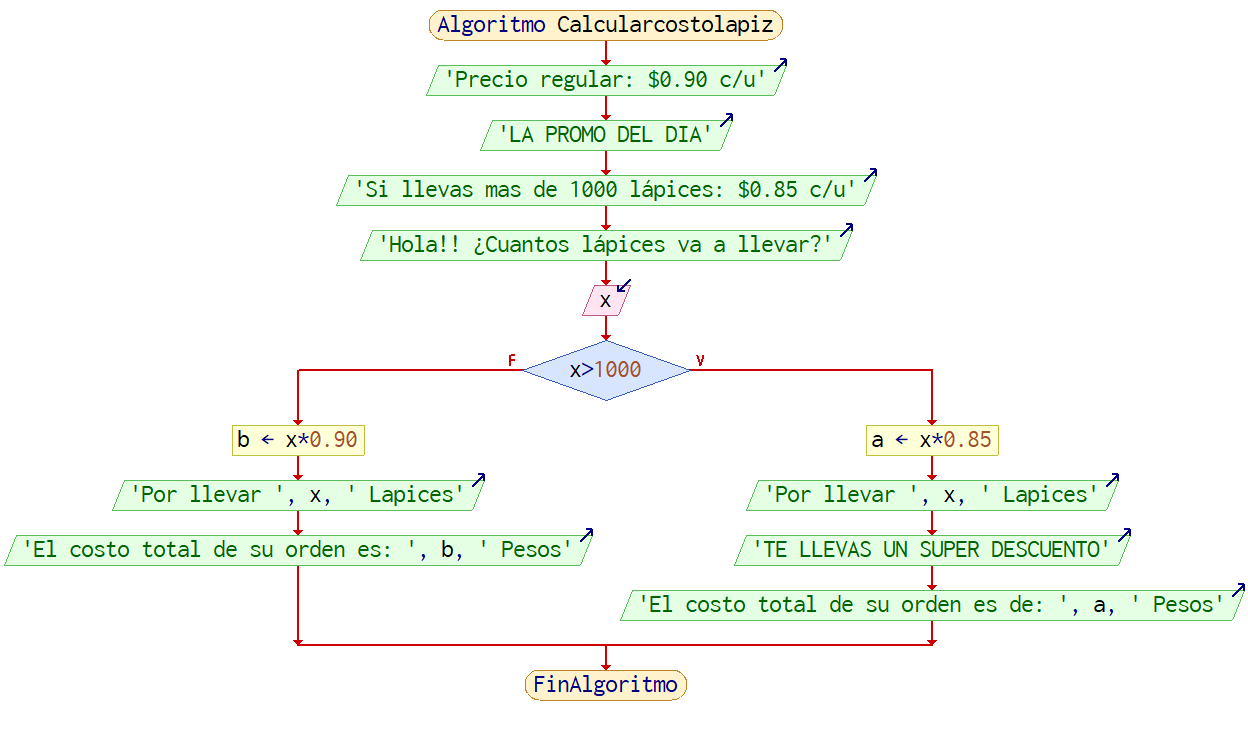 Algoritmo Calcularcostolapiz
'Precio regular: $0.90 c/u'
'LA PROMO DEL DIA'
'Si llevas mas de 1000 lápices: $0.85 c/u'
'Hola!! ¿Cuantos lápices va a llevar?'
x
x>1000
F
V
b ← x*0.90
'Por llevar ', x, ' Lapices'
'El costo total de su orden es: ', b, ' Pesos'
a ← x*0.85
'Por llevar ', x, ' Lapices'
'TE LLEVAS UN SUPER DESCUENTO'
'El costo total de su orden es de: ', a, ' Pesos'
FinAlgoritmo